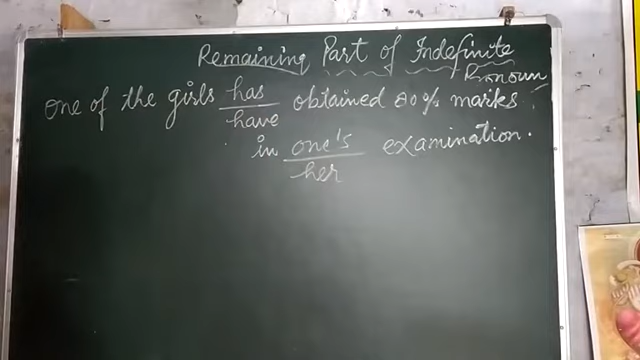 Remaining Part of Indefinite
Pronoun
One of the girls has/have obtained 80% marks
in one's/her examination.